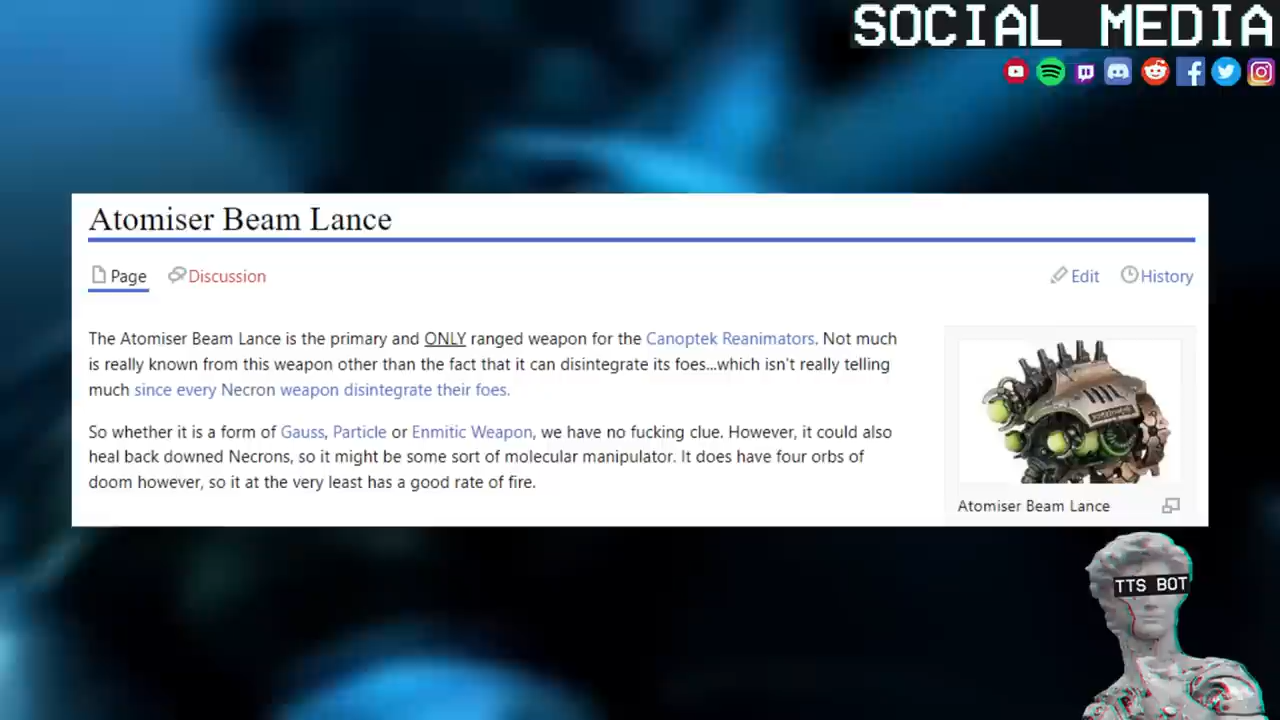 SOCIAL MEDIA
Atomiser Beam Lance
Page
Discussion
Edit
History
The Atomiser Beam Lance is the primary and ONLY ranged weapon for the Canoptek Reanimators. Not much
is really known from this weapon other than the fact that it can disintegrate its foes...which isn't really telling
much since every Necron weapon disintegrate their foes.
So whether it is a form of Gauss, Particle or Enmitic Weapon, we have no fucking clue. However, it could also
heal back downed Necrons, so it might be some sort of molecular manipulator. It does have four orbs of
doom however, so it at the very least has a good rate of fire.
Atomiser Beam Lance
TTS BOT